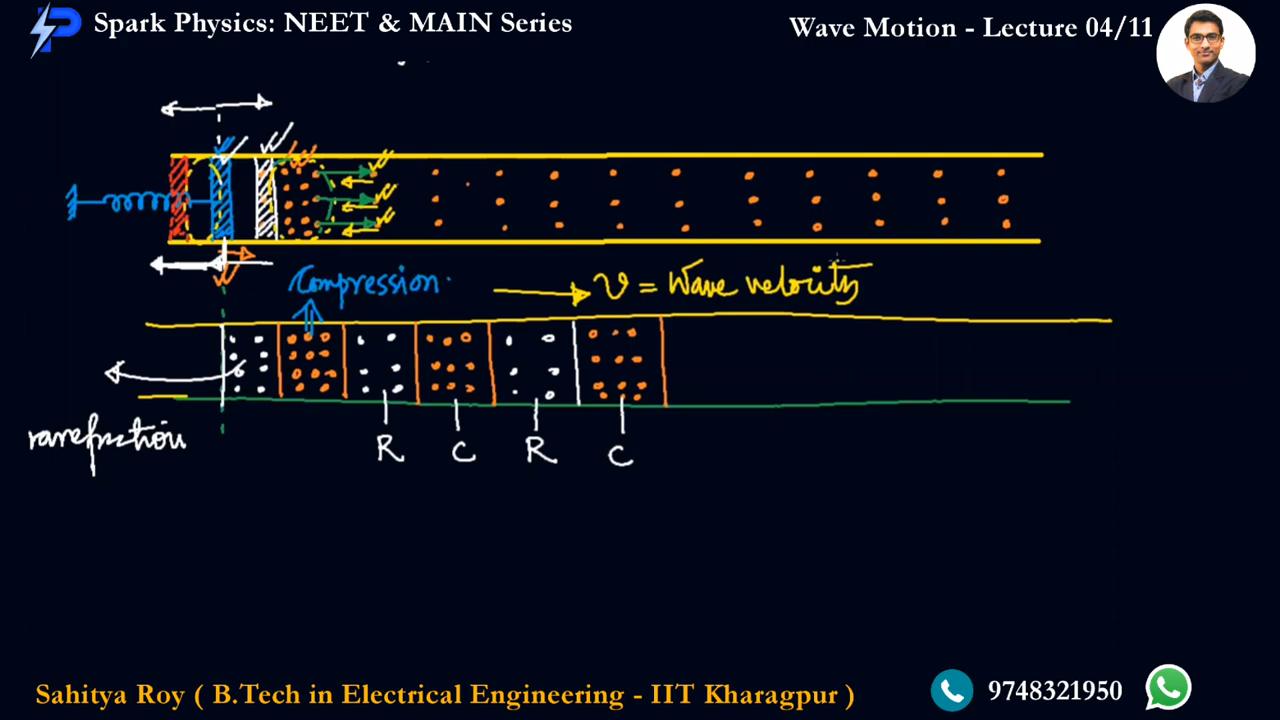 Spark Physics: NEET & MAIN Series
Wave Motion - Lecture 04/11
Compression
v = Wave velocity
rarefraction
R C R C
Sahitya Roy ( B.Tech in Electrical Engineering - IIT Kharagpur )
9748321950